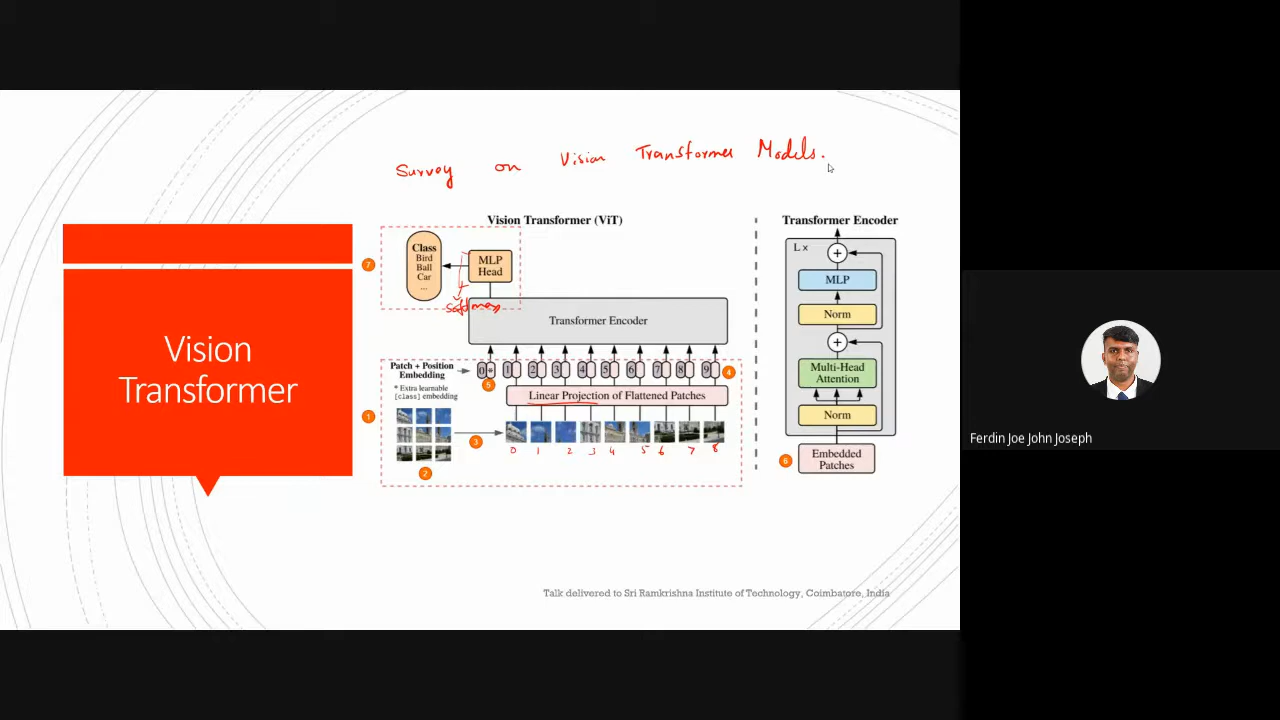 Survey on Vision Transformer Models.
Vision Transformer (ViT)
Transformer Encoder
Vision
Transformer
7
Class
Bird
Ball
Car
...
MLP
Head
softmax
Transformer Encoder
Patch + Position
Embedding
* Extra learnable
[class] embedding
0 * 1 2 3 4 5 6 7 8 9
4
5
Linear Projection of Flattened Patches
1
3
2
0 1 2 3 4 5 6 7 8
L x
+
MLP
Norm
+
Multi-Head
Attention
Norm
6
Embedded
Patches
Talk delivered to Sri Ramkrishna Institute of Technology, Coimbatore, India
Ferdin Joe John Joseph